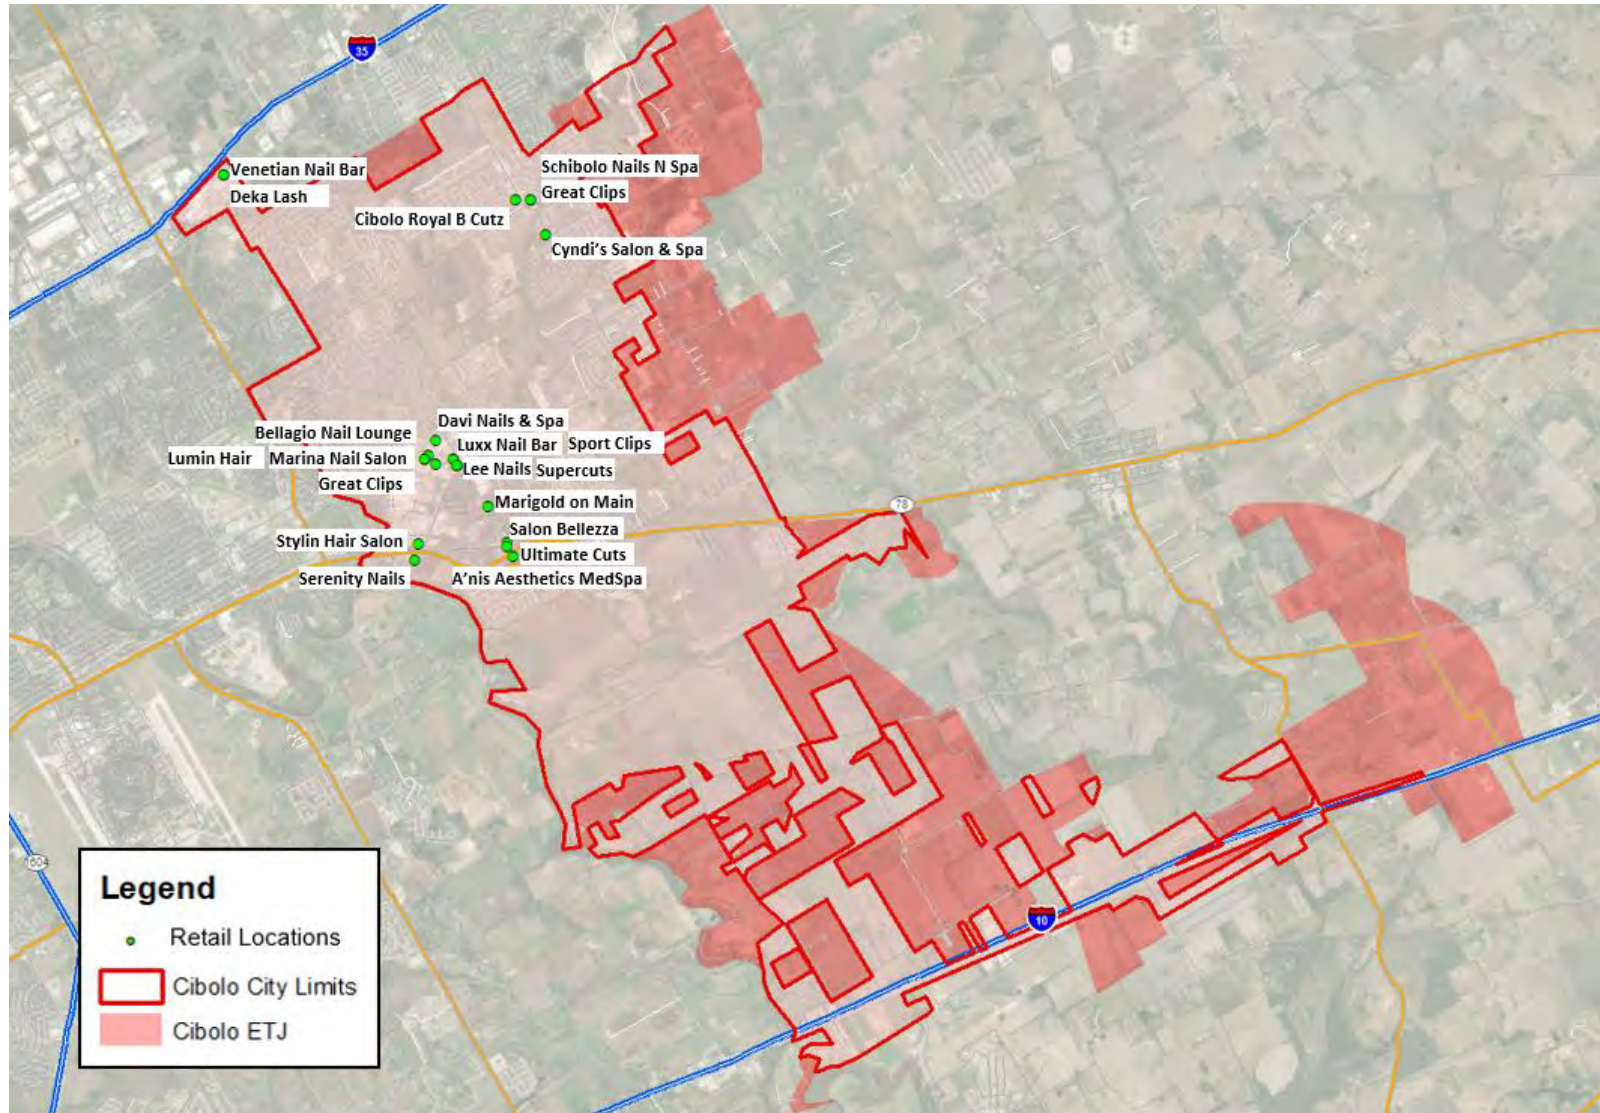 35
Venetian Nail Bar
Deka Lash
Schibolo Nails N Spa
Great Clips
Cibolo Royal B Cutz
Cyndi's Salon & Spa
Davi Nails & Spa
Bellagio Nail Lounge
Luxx Nail Bar
Sport Clips
Lumin Hair
Marina Nail Salon
Lee Nails
Supercuts
Great Clips
Marigold on Main
78
Salon Bellezza
Stylin Hair Salon
Ultimate Cuts
Serenity Nails
A'nis Aesthetics MedSpa
1604
10
Legend
Retail Locations
Cibolo City Limits
Cibolo ETJ